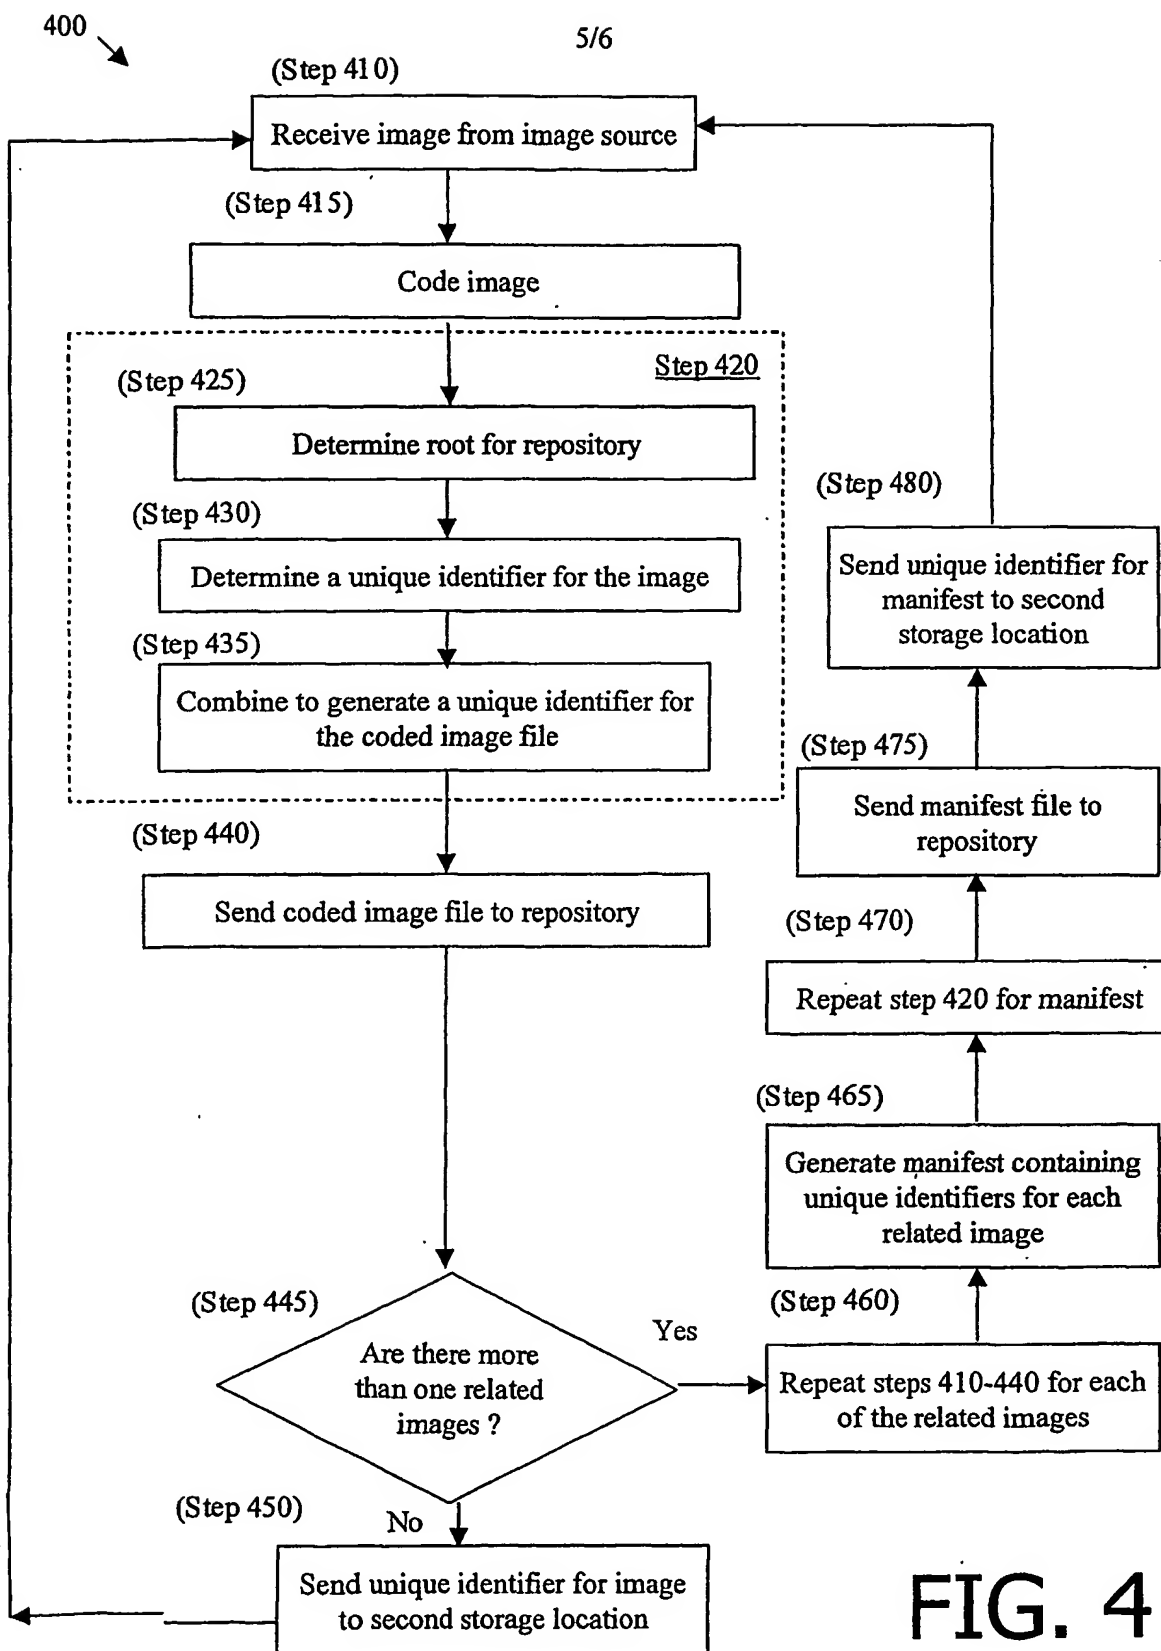 400
5/6
(Step 410)
Receive image from image source
(Step 415)
Code image
Step 420
(Step 425)
Determine root for repository
(Step 430)
Determine a unique identifier for the image
(Step 435)
Combine to generate a unique identifier for
the coded image file
(Step 440)
Send coded image file to repository
(Step 445)
Are there more
than one related
images ?
Yes
No
(Step 450)
Send unique identifier for image
to second storage location
(Step 460)
Repeat steps 410-440 for each
of the related images
(Step 465)
Generate manifest containing
unique identifiers for each
related image
(Step 470)
Repeat step 420 for manifest
(Step 475)
Send manifest file to
repository
(Step 480)
Send unique identifier for
manifest to second
storage location
FIG. 4